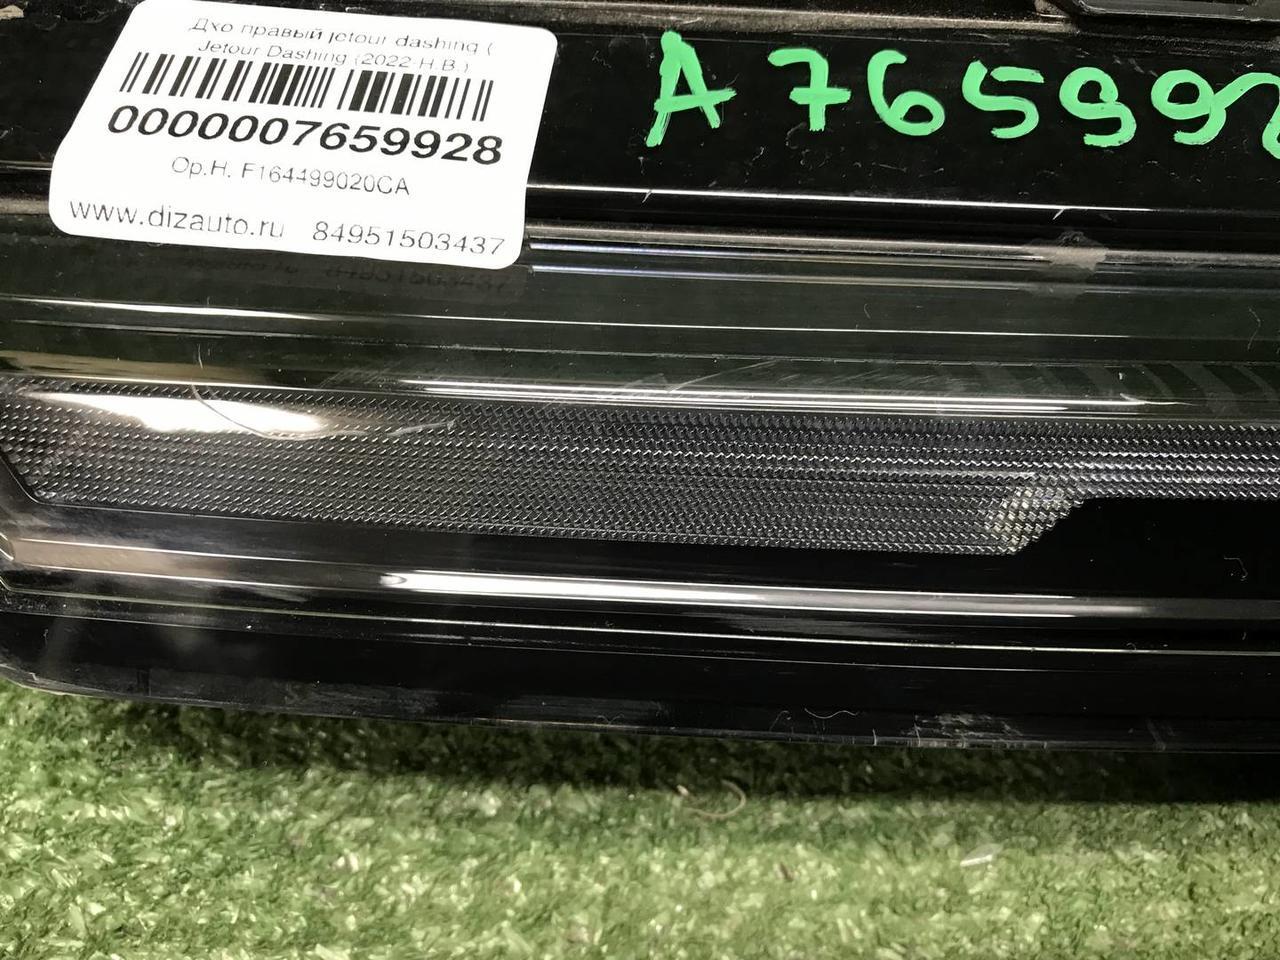 Дхо правый jetour dashing (
Jetour Dashing (2022-Н.В.)
0000007659928
Ор.Н. F164499020CA
www.dizauto.ru 84951503437
A765992